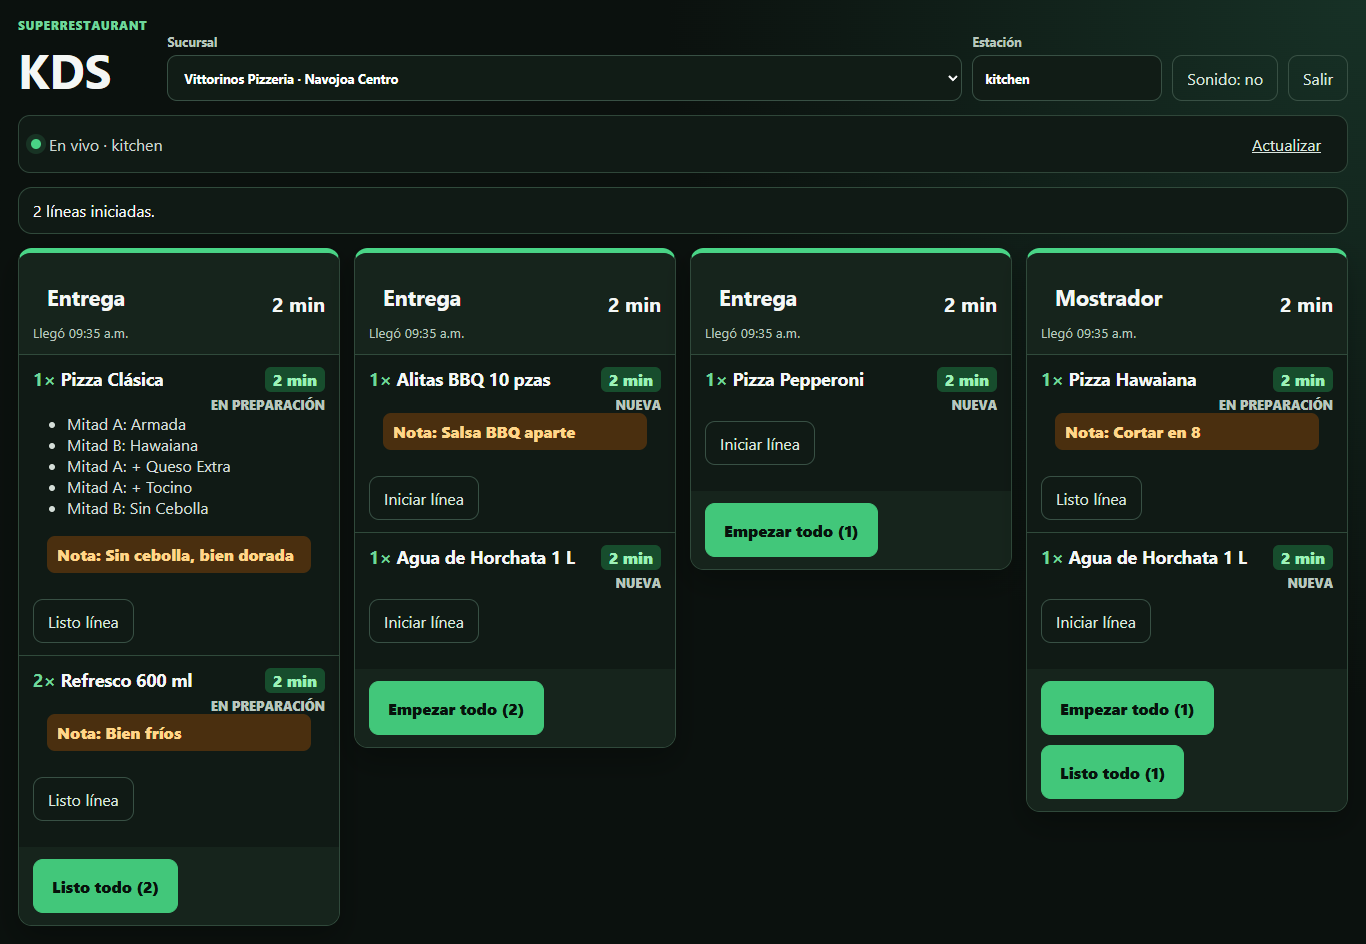 SUPERRESTAURANT
KDS
Sucursal
Vittorinos Pizzeria · Navojoa Centro
Estación
kitchen
Sonido: no
Salir
En vivo · kitchen
Actualizar
2 líneas iniciadas.
Entrega
2 min
Llegó 09:35 a.m.
1× Pizza Clásica
2 min
EN PREPARACIÓN
Mitad A: Armada
Mitad B: Hawaiana
Mitad A: + Queso Extra
Mitad A: + Tocino
Mitad B: Sin Cebolla
Nota: Sin cebolla, bien dorada
Listo línea
2× Refresco 600 ml
2 min
EN PREPARACIÓN
Nota: Bien fríos
Listo línea
Listo todo (2)
Entrega
2 min
Llegó 09:35 a.m.
1× Alitas BBQ 10 pzas
2 min
NUEVA
Nota: Salsa BBQ aparte
Iniciar línea
1× Agua de Horchata 1 L
2 min
NUEVA
Iniciar línea
Empezar todo (2)
Entrega
2 min
Llegó 09:35 a.m.
1× Pizza Pepperoni
2 min
NUEVA
Iniciar línea
Empezar todo (1)
Mostrador
2 min
Llegó 09:35 a.m.
1× Pizza Hawaiana
2 min
EN PREPARACIÓN
Nota: Cortar en 8
Listo línea
1× Agua de Horchata 1 L
2 min
NUEVA
Iniciar línea
Empezar todo (1)
Listo todo (1)